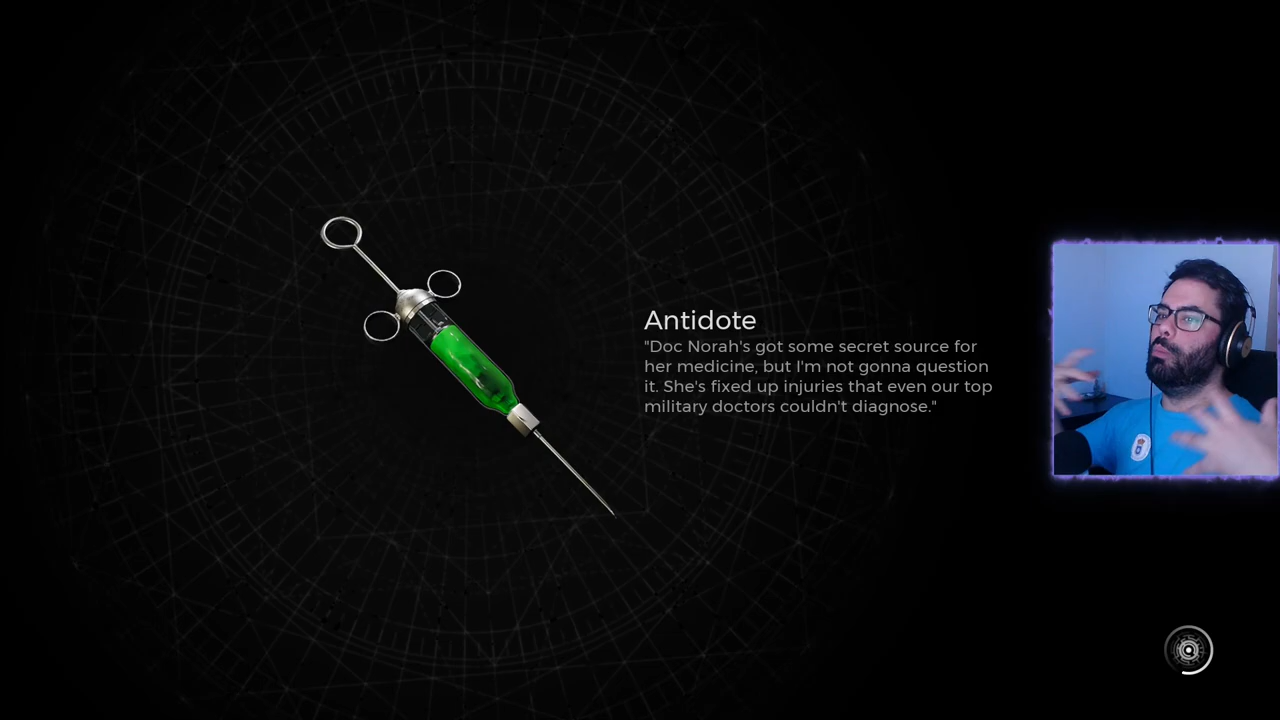 Antidote
"Doc Norah's got some secret source for
her medicine, but I'm not gonna question
it. She's fixed up injuries that even our top
military doctors couldn't diagnose."